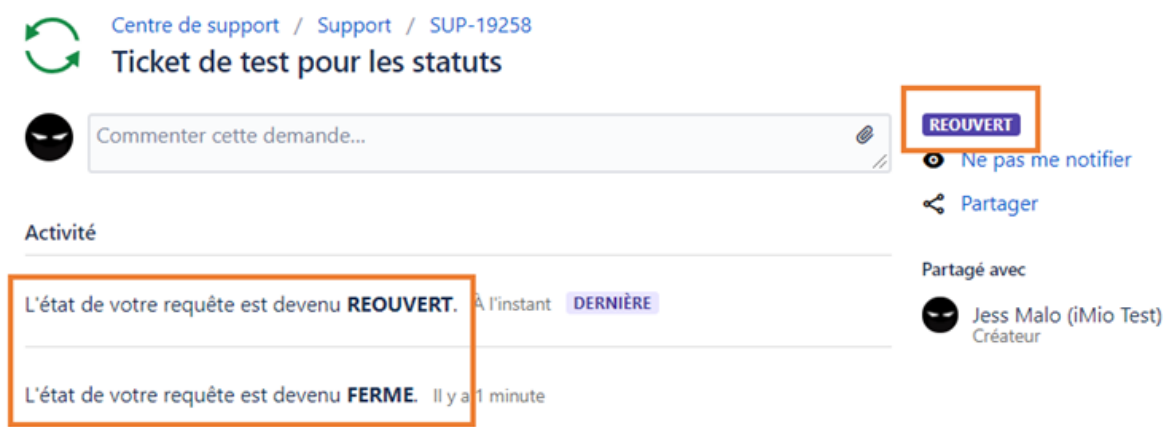 Centre de support / Support / SUP-19258
Ticket de test pour les statuts
Commenter cette demande...
REOUVERT
Ne pas me notifier
Partager
Activité
Partagé avec
L'état de votre requête est devenu REOUVERT. À l'instant DERNIÈRE
Jess Malo (iMio Test)
Créateur
L'état de votre requête est devenu FERME. Il y a 1 minute